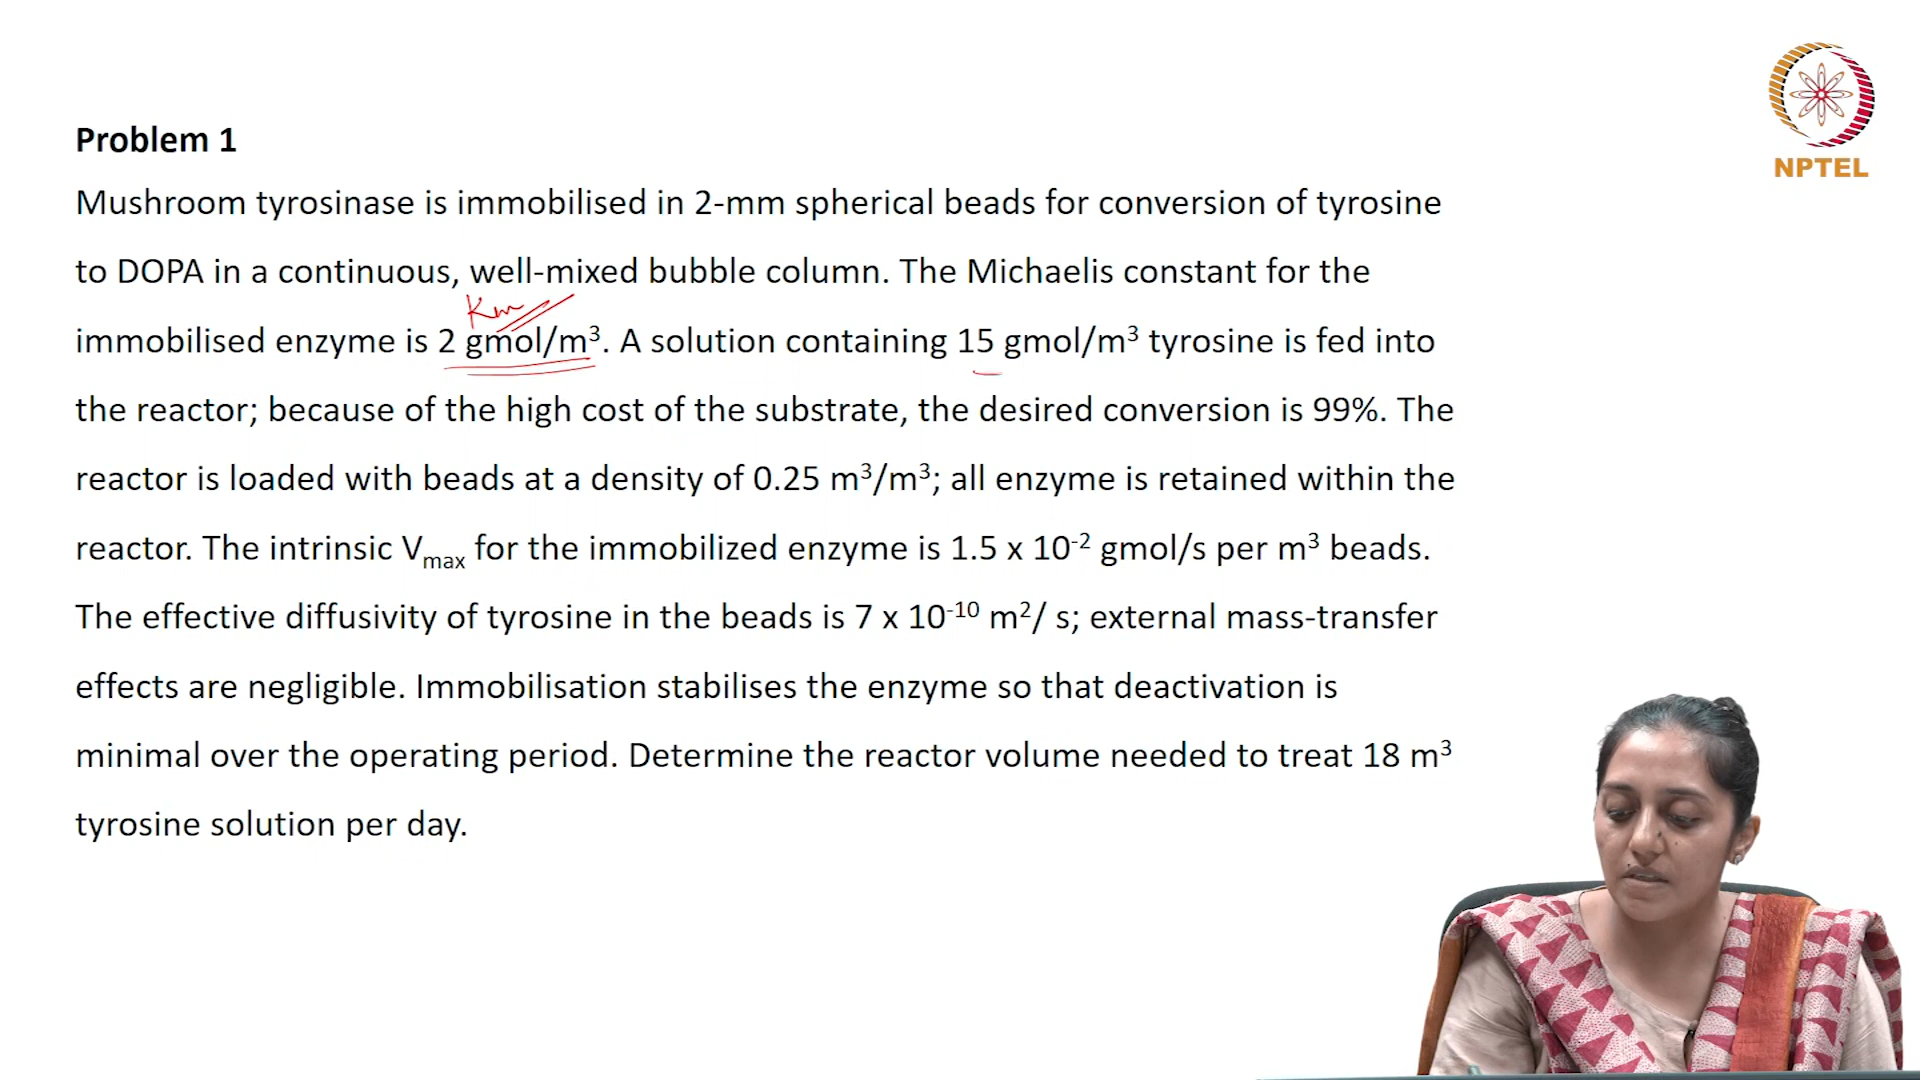 NPTEL
Problem 1
Mushroom tyrosinase is immobilised in 2-mm spherical beads for conversion of tyrosine
to DOPA in a continuous, well-mixed bubble column. The Michaelis constant for the
Km
immobilised enzyme is 2 gmol/m³. A solution containing 15 gmol/m³ tyrosine is fed into
the reactor; because of the high cost of the substrate, the desired conversion is 99%. The
reactor is loaded with beads at a density of 0.25 m³/m³; all enzyme is retained within the
reactor. The intrinsic Vmax for the immobilized enzyme is 1.5 x 10⁻² gmol/s per m³ beads.
The effective diffusivity of tyrosine in the beads is 7 x 10⁻¹⁰ m²/ s; external mass-transfer
effects are negligible. Immobilisation stabilises the enzyme so that deactivation is
minimal over the operating period. Determine the reactor volume needed to treat 18 m³
tyrosine solution per day.